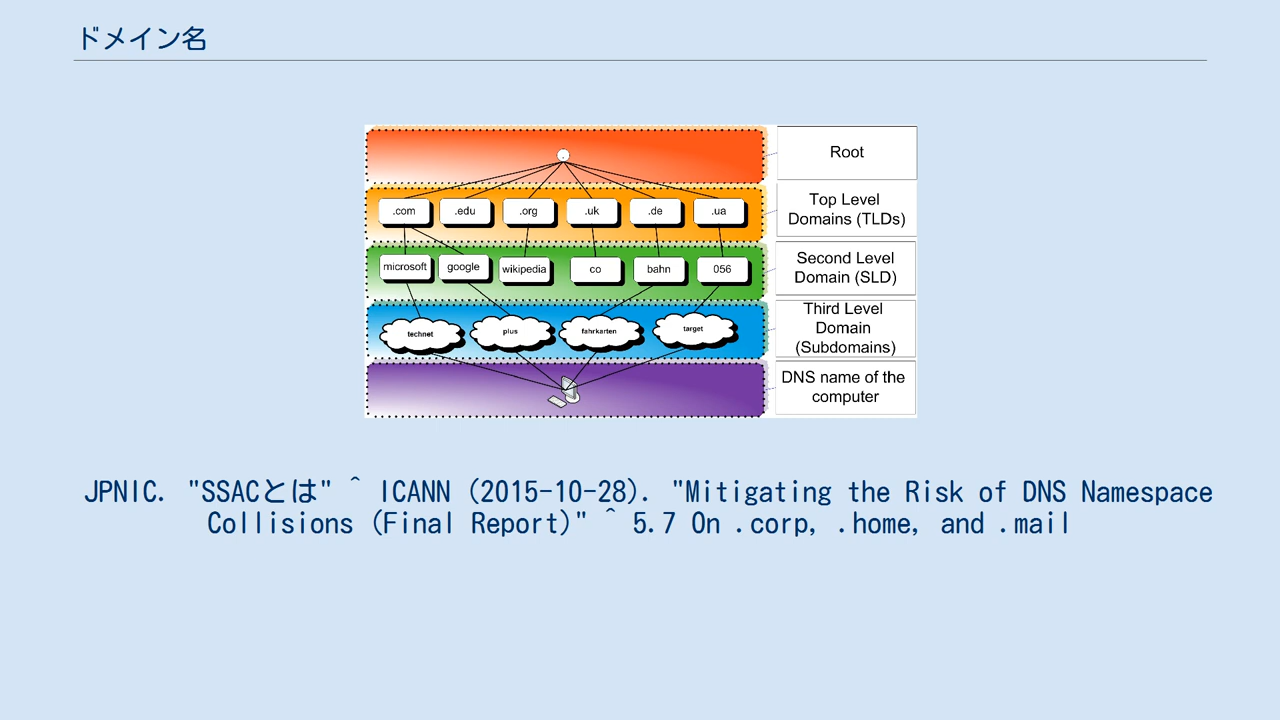 ドメイン名
.
Root
.com .edu .org .uk .de .ua
Top Level
Domains (TLDs)
microsoft google wikipedia co bahn 056
Second Level
Domain (SLD)
technet plus fahrkarten target
Third Level
Domain
(Subdomains)
DNS name of the
computer
JPNIC. "SSACとは" ^ ICANN (2015-10-28). "Mitigating the Risk of DNS Namespace
Collisions (Final Report)" ^ 5.7 On .corp, .home, and .mail